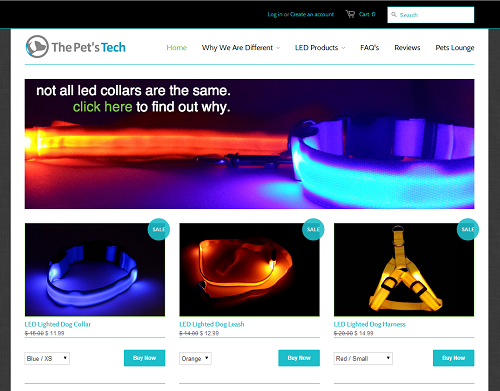 Log in or Create an account Cart 0 Search
The Pet's Tech
Home Why We Are Different LED Products FAQ's Reviews Pets Lounge
not all led collars are the same.
click here to find out why.
SALE SALE SALE
LED Lighted Dog Collar LED Lighted Dog Leash LED Lighted Dog Harness
$ 15.00 $ 11.99 $ 14.00 $ 12.99 $ 20.00 $ 14.99
Blue / XS Buy Now Orange Buy Now Red / Small Buy Now